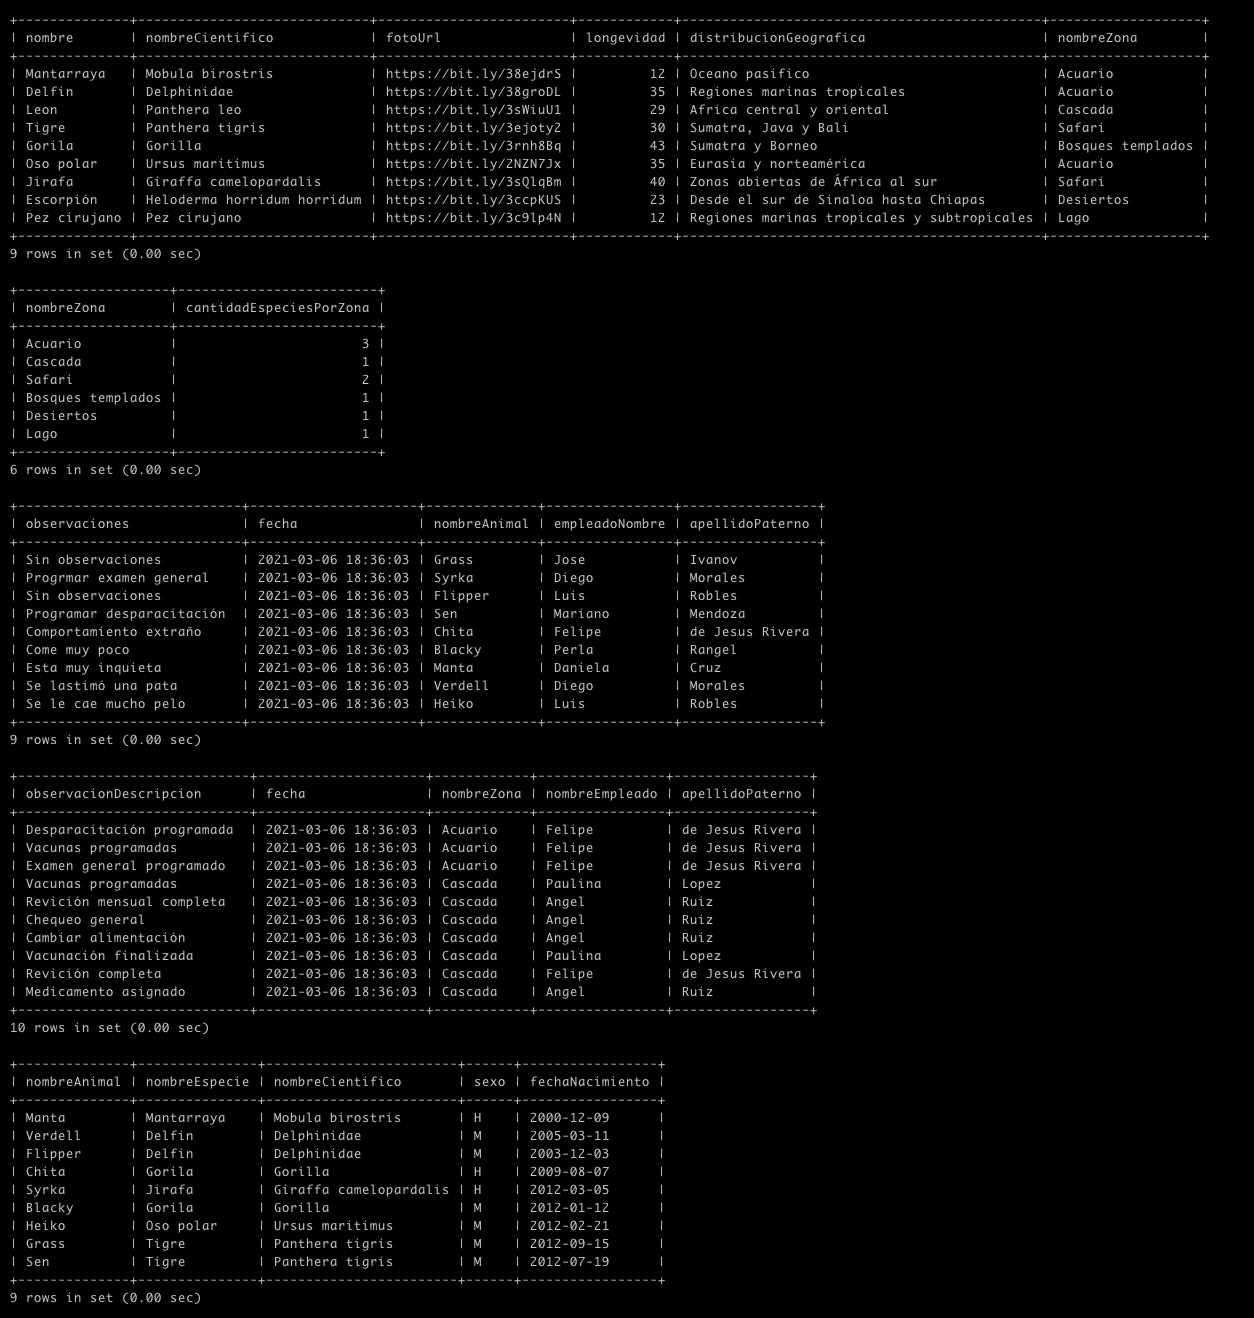 +--------------+-----------------------------+-------------------------+------------+---------------------------------------------+-------------------+
| nombre       | nombreCientifico            | fotoUrl                 | longevidad | distribucionGeografica                      | nombreZona        |
+--------------+-----------------------------+-------------------------+------------+---------------------------------------------+-------------------+
| Mantarraya   | Mobula birostris            | https://bit.ly/38ejdrS |         12 | Oceano pasifico                             | Acuario           |
| Delfin       | Delphinidae                 | https://bit.ly/38groDL |         35 | Regiones marinas tropicales                 | Acuario           |
| Leon         | Panthera leo                | https://bit.ly/3sWiuU1 |         29 | Africa central y oriental                   | Cascada           |
| Tigre        | Panthera tigris             | https://bit.ly/3ejoty2 |         30 | Sumatra, Java y Bali                        | Safari            |
| Gorila       | Gorilla                     | https://bit.ly/3rnh8Bq |         43 | Sumatra y Borneo                            | Bosques templados |
| Oso polar    | Ursus maritimus             | https://bit.ly/2NZN7Jx |         35 | Eurasia y norteamérica                      | Acuario           |
| Jirafa       | Giraffa camelopardalis      | https://bit.ly/3sQlqBm |         40 | Zonas abiertas de África al sur             | Safari            |
| Escorpión    | Heloderma horridum horridum | https://bit.ly/3ccpKUS |         23 | Desde el sur de Sinaloa hasta Chiapas       | Desiertos         |
| Pez cirujano | Pez cirujano                | https://bit.ly/3c9lp4N |         12 | Regiones marinas tropicales y subtropicales | Lago              |
+--------------+-----------------------------+-------------------------+------------+---------------------------------------------+-------------------+
9 rows in set (0.00 sec)
+-------------------+-------------------------+
| nombreZona        | cantidadEspeciesPorZona |
+-------------------+-------------------------+
| Acuario           |                       3 |
| Cascada           |                       1 |
| Safari            |                       2 |
| Bosques templados |                       1 |
| Desiertos         |                       1 |
| Lago              |                       1 |
+-------------------+-------------------------+
6 rows in set (0.00 sec)
+----------------------------+---------------------+--------------+----------------+-----------------+
| observaciones              | fecha               | nombreAnimal | empleadoNombre | apellidoPaterno |
+----------------------------+---------------------+--------------+----------------+-----------------+
| Sin observaciones          | 2021-03-06 18:36:03 | Grass        | Jose           | Ivanov          |
| Progrmar examen general    | 2021-03-06 18:36:03 | Syrka        | Diego          | Morales         |
| Sin observaciones          | 2021-03-06 18:36:03 | Flipper      | Luis           | Robles          |
| Programar desparacitación  | 2021-03-06 18:36:03 | Sen          | Mariano        | Mendoza         |
| Comportamiento extraño     | 2021-03-06 18:36:03 | Chita        | Felipe         | de Jesus Rivera |
| Come muy poco              | 2021-03-06 18:36:03 | Blacky       | Perla          | Rangel          |
| Esta muy inquieta          | 2021-03-06 18:36:03 | Manta        | Daniela        | Cruz            |
| Se lastimó una pata        | 2021-03-06 18:36:03 | Verdell      | Diego          | Morales         |
| Se le cae mucho pelo       | 2021-03-06 18:36:03 | Heiko        | Luis           | Robles          |
+----------------------------+---------------------+--------------+----------------+-----------------+
9 rows in set (0.00 sec)
+-----------------------------+---------------------+------------+----------------+-----------------+
| observacionDescripcion      | fecha               | nombreZona | nombreEmpleado | apellidoPaterno |
+-----------------------------+---------------------+------------+----------------+-----------------+
| Desparacitación programada  | 2021-03-06 18:36:03 | Acuario    | Felipe         | de Jesus Rivera |
| Vacunas programadas         | 2021-03-06 18:36:03 | Acuario    | Felipe         | de Jesus Rivera |
| Examen general programado   | 2021-03-06 18:36:03 | Acuario    | Felipe         | de Jesus Rivera |
| Vacunas programadas         | 2021-03-06 18:36:03 | Cascada    | Paulina        | Lopez           |
| Revición mensual completa   | 2021-03-06 18:36:03 | Cascada    | Angel          | Ruiz            |
| Chequeo general             | 2021-03-06 18:36:03 | Cascada    | Angel          | Ruiz            |
| Cambiar alimentación        | 2021-03-06 18:36:03 | Cascada    | Angel          | Ruiz            |
| Vacunación finalizada       | 2021-03-06 18:36:03 | Cascada    | Paulina        | Lopez           |
| Revición completa           | 2021-03-06 18:36:03 | Cascada    | Felipe         | de Jesus Rivera |
| Medicamento asignado        | 2021-03-06 18:36:03 | Cascada    | Angel          | Ruiz            |
+-----------------------------+---------------------+------------+----------------+-----------------+
10 rows in set (0.00 sec)
+--------------+---------------+------------------------+------+-----------------+
| nombreAnimal | nombreEspecie | nombreCientifico       | sexo | fechaNacimiento |
+--------------+---------------+------------------------+------+-----------------+
| Manta        | Mantarraya    | Mobula birostris       | H    | 2000-12-09      |
| Verdell      | Delfin        | Delphinidae            | M    | 2005-03-11      |
| Flipper      | Delfin        | Delphinidae            | M    | 2003-12-03      |
| Chita        | Gorila        | Gorilla                | H    | 2009-08-07      |
| Syrka        | Jirafa        | Giraffa camelopardalis | H    | 2012-03-05      |
| Blacky       | Gorila        | Gorilla                | M    | 2012-01-12      |
| Heiko        | Oso polar     | Ursus maritimus        | M    | 2012-02-21      |
| Grass        | Tigre         | Panthera tigris        | M    | 2012-09-15      |
| Sen          | Tigre         | Panthera tigris        | M    | 2012-07-19      |
+--------------+---------------+------------------------+------+-----------------+
9 rows in set (0.00 sec)